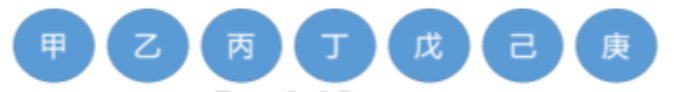 甲 乙 丙 丁 戊 己 庚